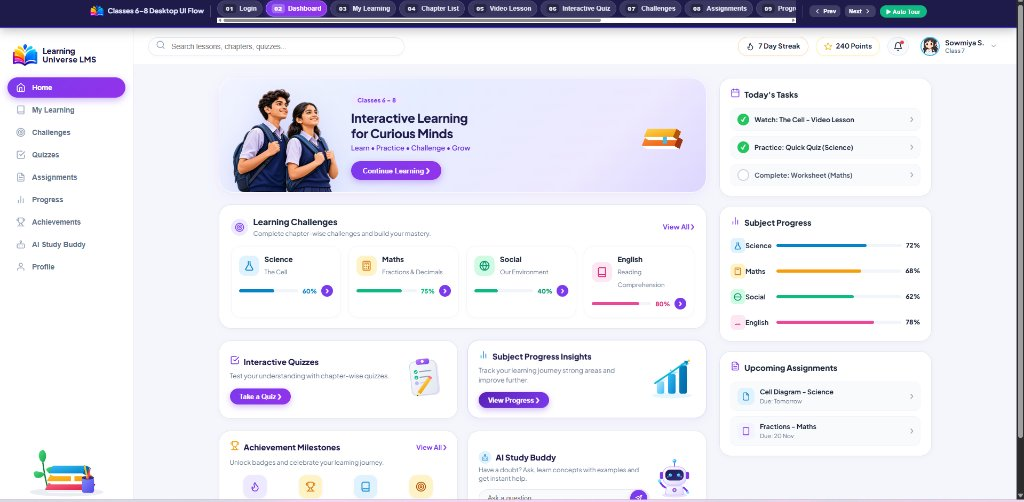 Classes 6–8 Desktop UI Flow
01 Login
02 Dashboard
03 My Learning
04 Chapter List
05 Video Lesson
06 Interactive Quiz
07 Challenges
08 Assignments
09 Progr
‹ Prev
Next ›
▶ Auto Tour
Learning
Universe LMS
Search lessons, chapters, quizzes...
7 Day Streak
240 Points
Sowmiya S.
Class 7
Home
My Learning
Challenges
Quizzes
Assignments
Progress
Achievements
AI Study Buddy
Profile
Classes 6 – 8
Interactive Learning
for Curious Minds
Learn • Practice • Challenge • Grow
Continue Learning ❯
Learning Challenges
Complete chapter-wise challenges and build your mastery.
View All ❯
Science
The Cell
60%
Maths
Fractions & Decimals
75%
Social
Our Environment
40%
English
Reading
Comprehension
80%
Interactive Quizzes
Test your understanding with chapter-wise quizzes.
Take a Quiz ❯
Subject Progress Insights
Track your learning journey strong areas and
improve further.
View Progress ❯
Achievement Milestones
View All ❯
Unlock badges and celebrate your learning journey.
AI Study Buddy
Have a doubt? Ask, learn concepts with examples and
get instant help.
Ask a question
Today's Tasks
Watch: The Cell - Video Lesson
Practice: Quick Quiz (Science)
Complete: Worksheet (Maths)
Subject Progress
Science 72%
Maths 68%
Social 62%
English 78%
Upcoming Assignments
Cell Diagram - Science
Due: Tomorrow
Fractions - Maths
Due: 20 Nov